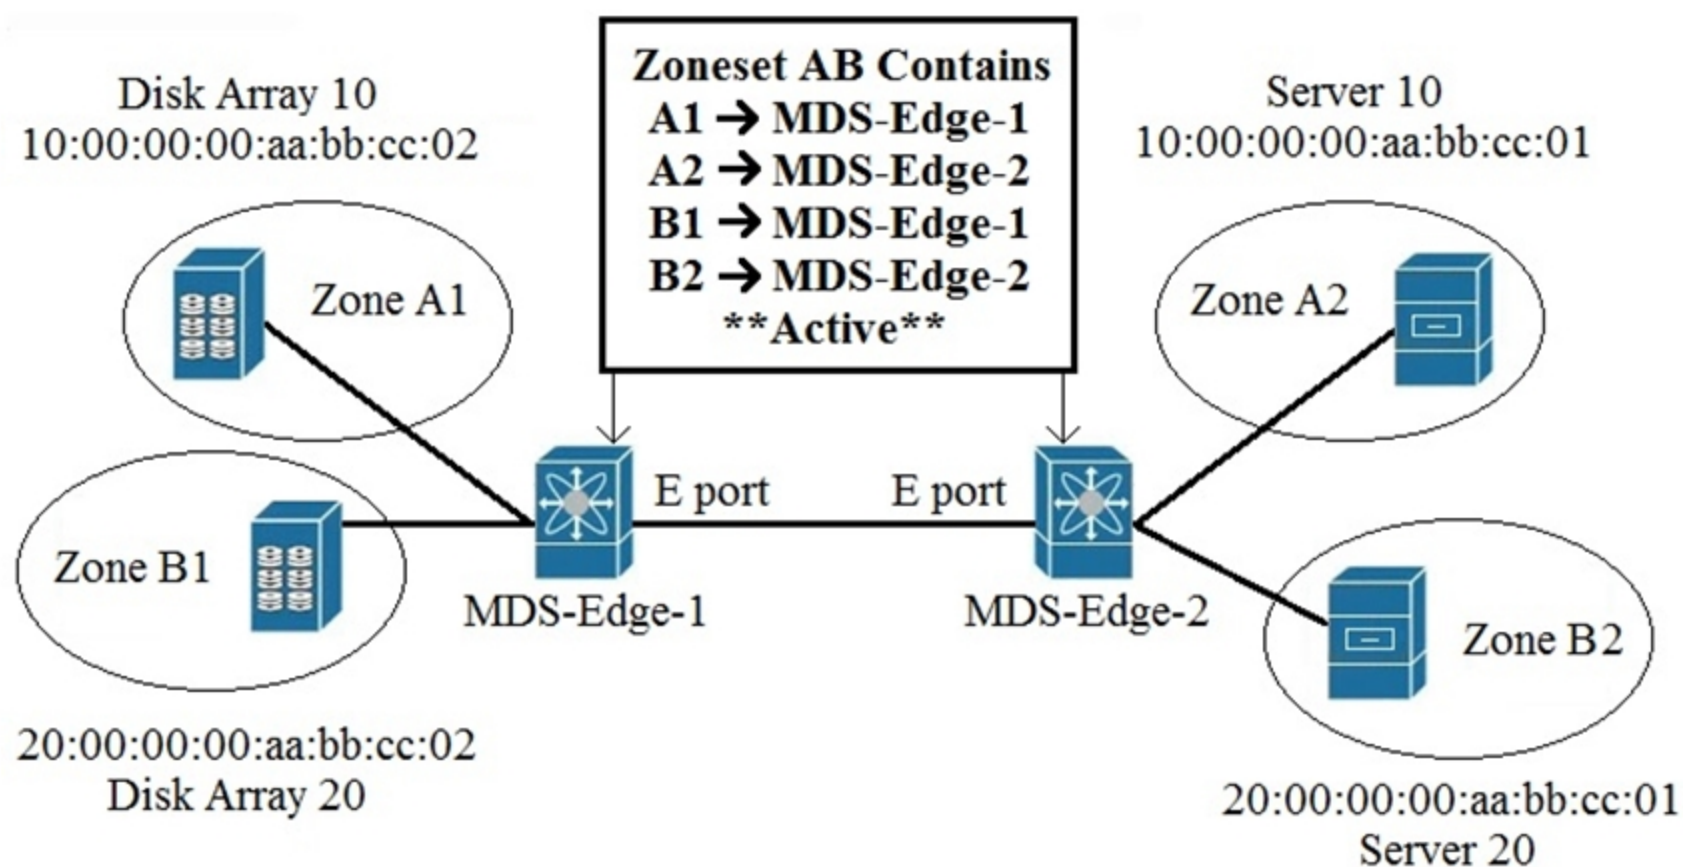 Zoneset AB Contains
A1 → MDS-Edge-1
A2 → MDS-Edge-2
B1 → MDS-Edge-1
B2 → MDS-Edge-2
**Active**
Disk Array 10
10:00:00:00:aa:bb:cc:02
Server 10
10:00:00:00:aa:bb:cc:01
Zone A1
Zone A2
E port
E port
Zone B1
MDS-Edge-1
MDS-Edge-2
Zone B2
20:00:00:00:aa:bb:cc:02
Disk Array 20
20:00:00:00:aa:bb:cc:01
Server 20